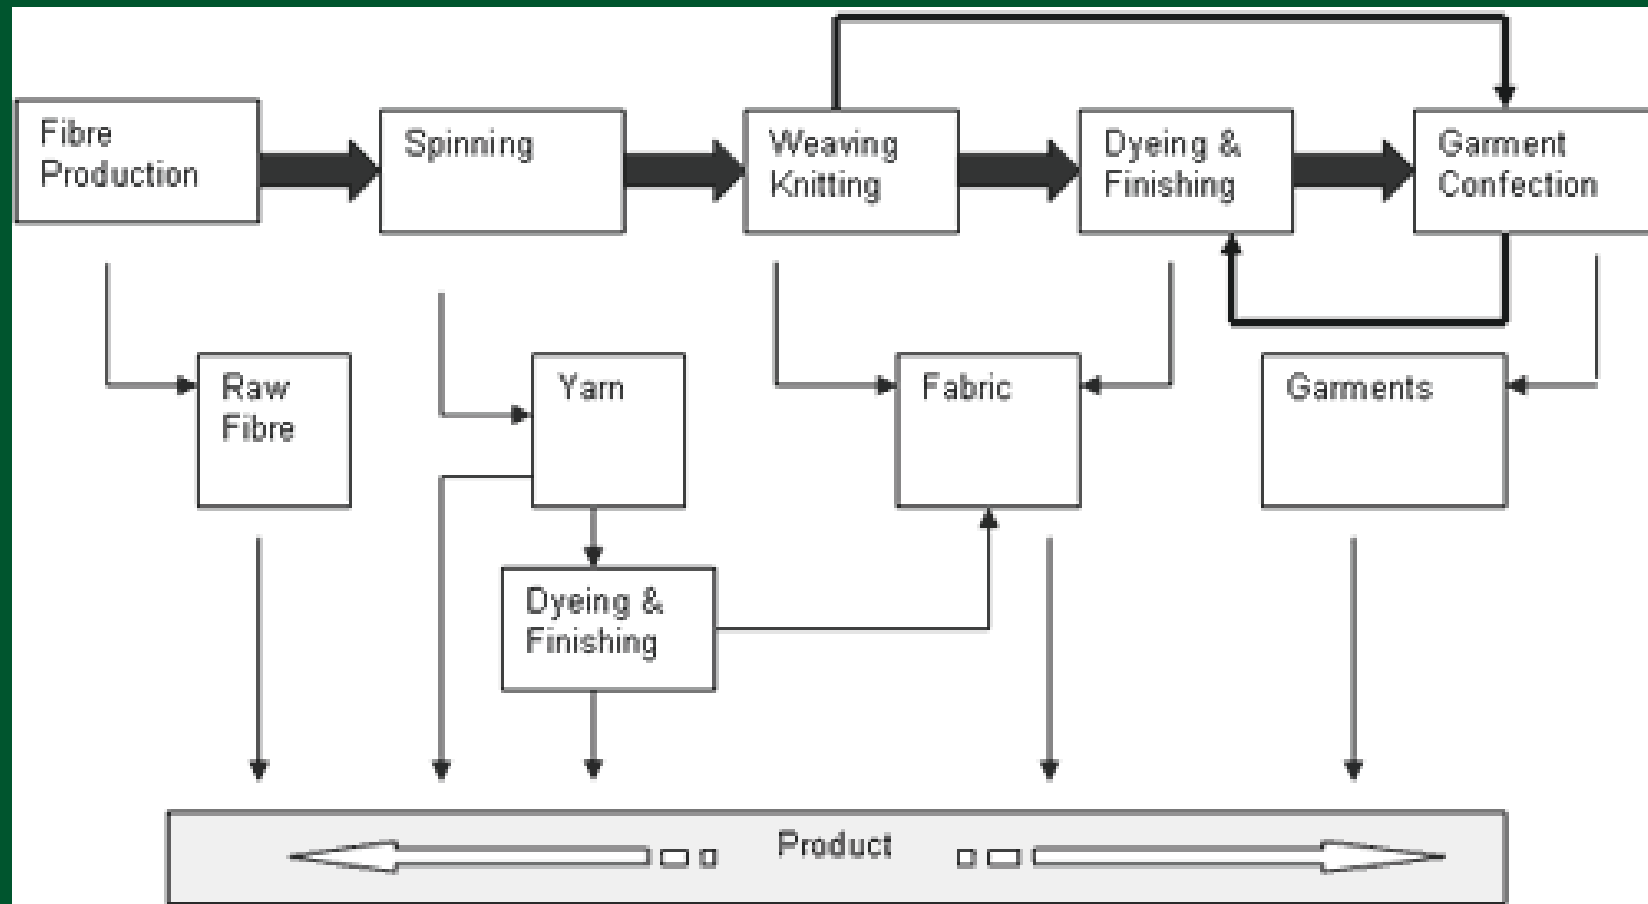 Fibre
Production
Spinning
Weaving
Knitting
Dyeing &
Finishing
Garment
Confection
Raw
Fibre
Yarn
Fabric
Garments
Dyeing &
Finishing
Product